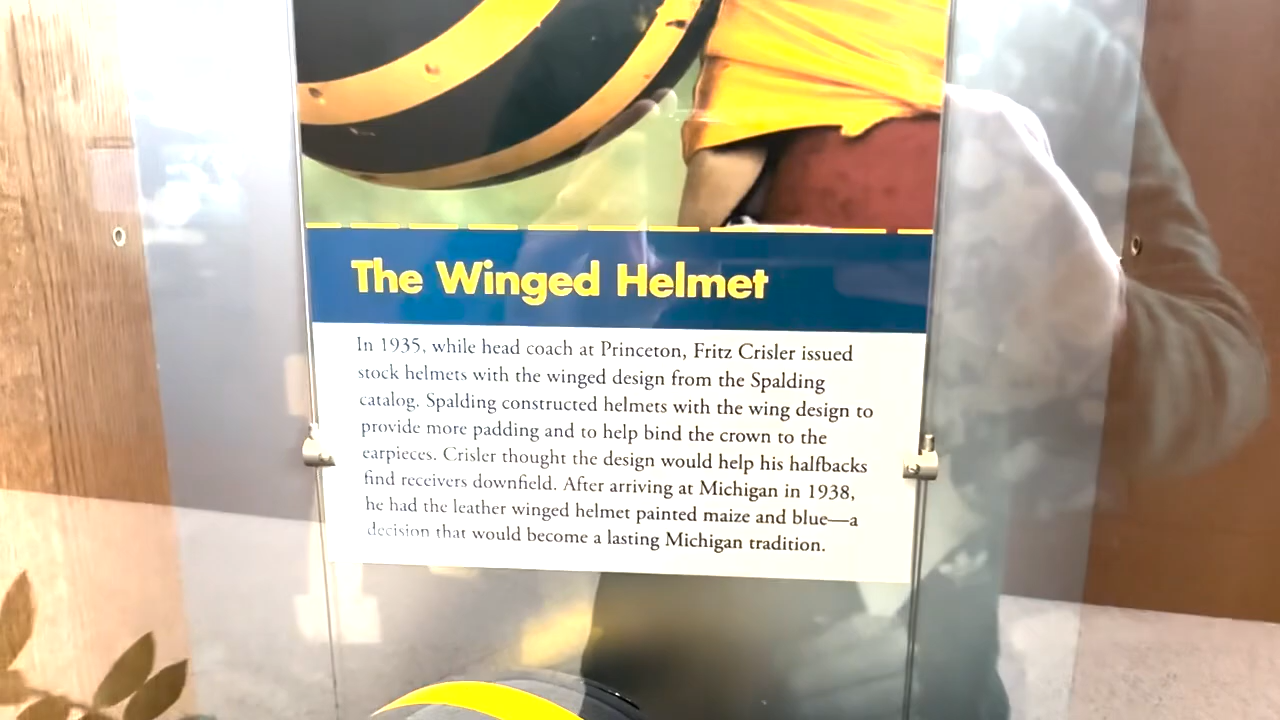 The Winged Helmet
In 1935, while head coach at Princeton, Fritz Crisler issued
stock helmets with the winged design from the Spalding
catalog. Spalding constructed helmets with the wing design to
provide more padding and to help bind the crown to the
earpieces. Crisler thought the design would help his halfbacks
find receivers downfield. After arriving at Michigan in 1938,
he had the leather winged helmet painted maize and blue—a
decision that would become a lasting Michigan tradition.